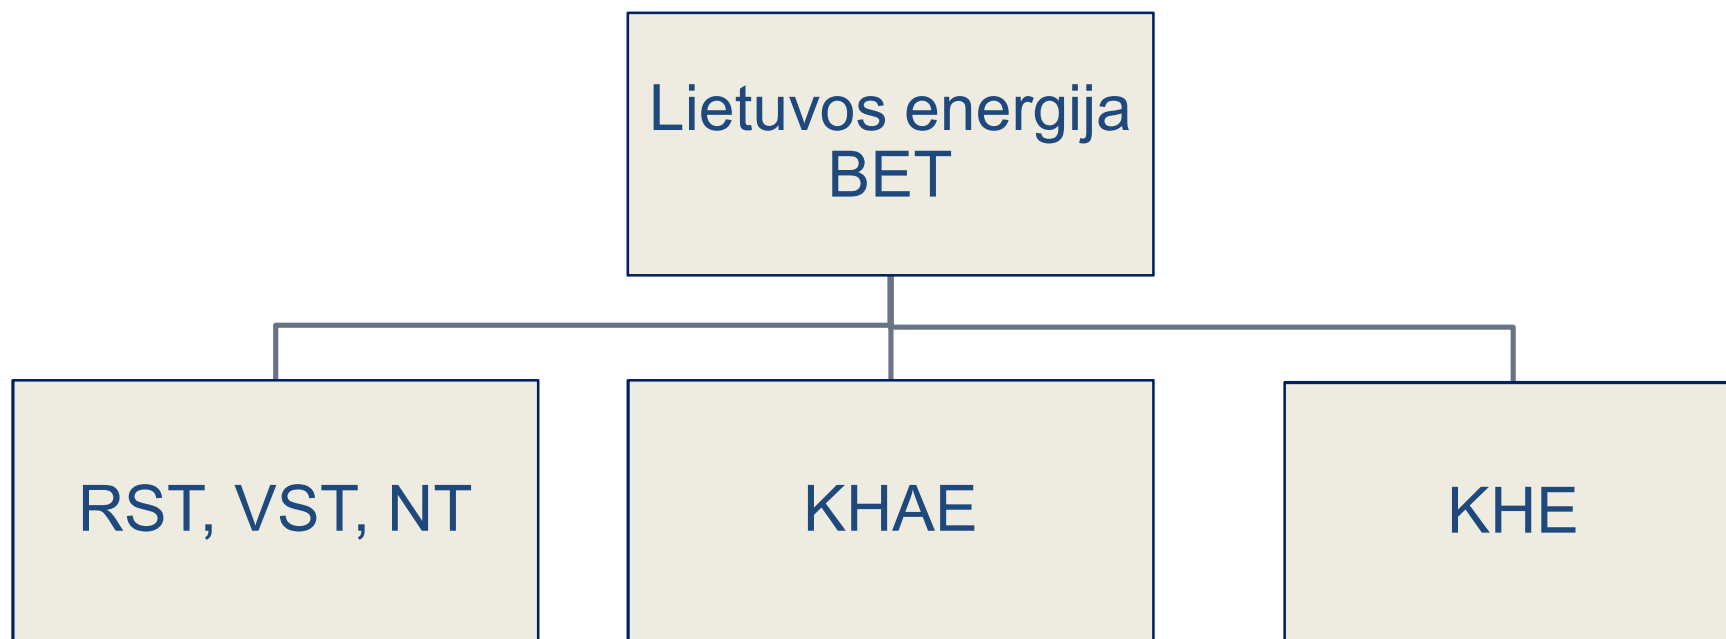 Lietuvos energija
BET
RST, VST, NT
KHAE
KHE